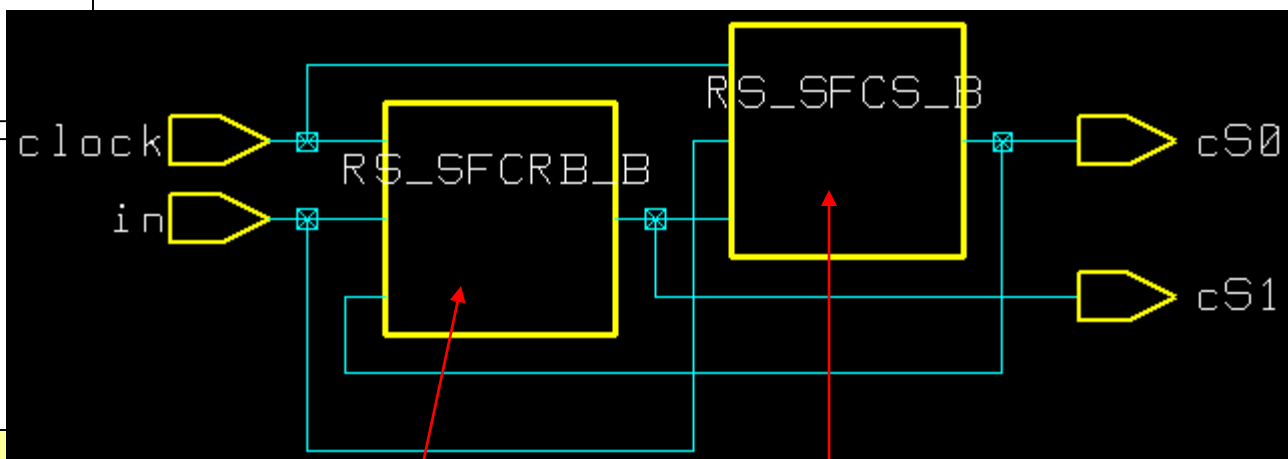 RS_SFCS_B
clock
RS_SFCRB_B
cS0
in
cS1